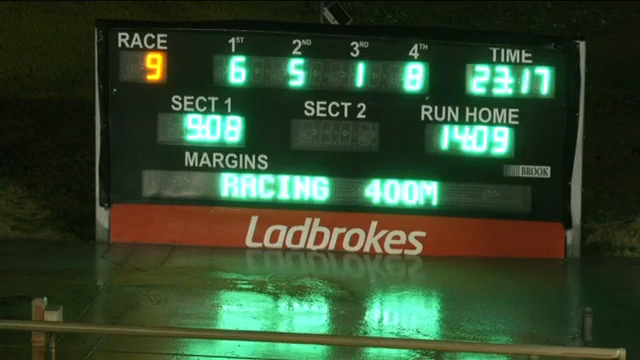 RACE 1ST 2ND 3RD 4TH TIME
9 6 5 1 8 23:17
SECT 1 SECT 2 RUN HOME
9:08 14:09
MARGINS BROOK
RACING 400M
Ladbrokes